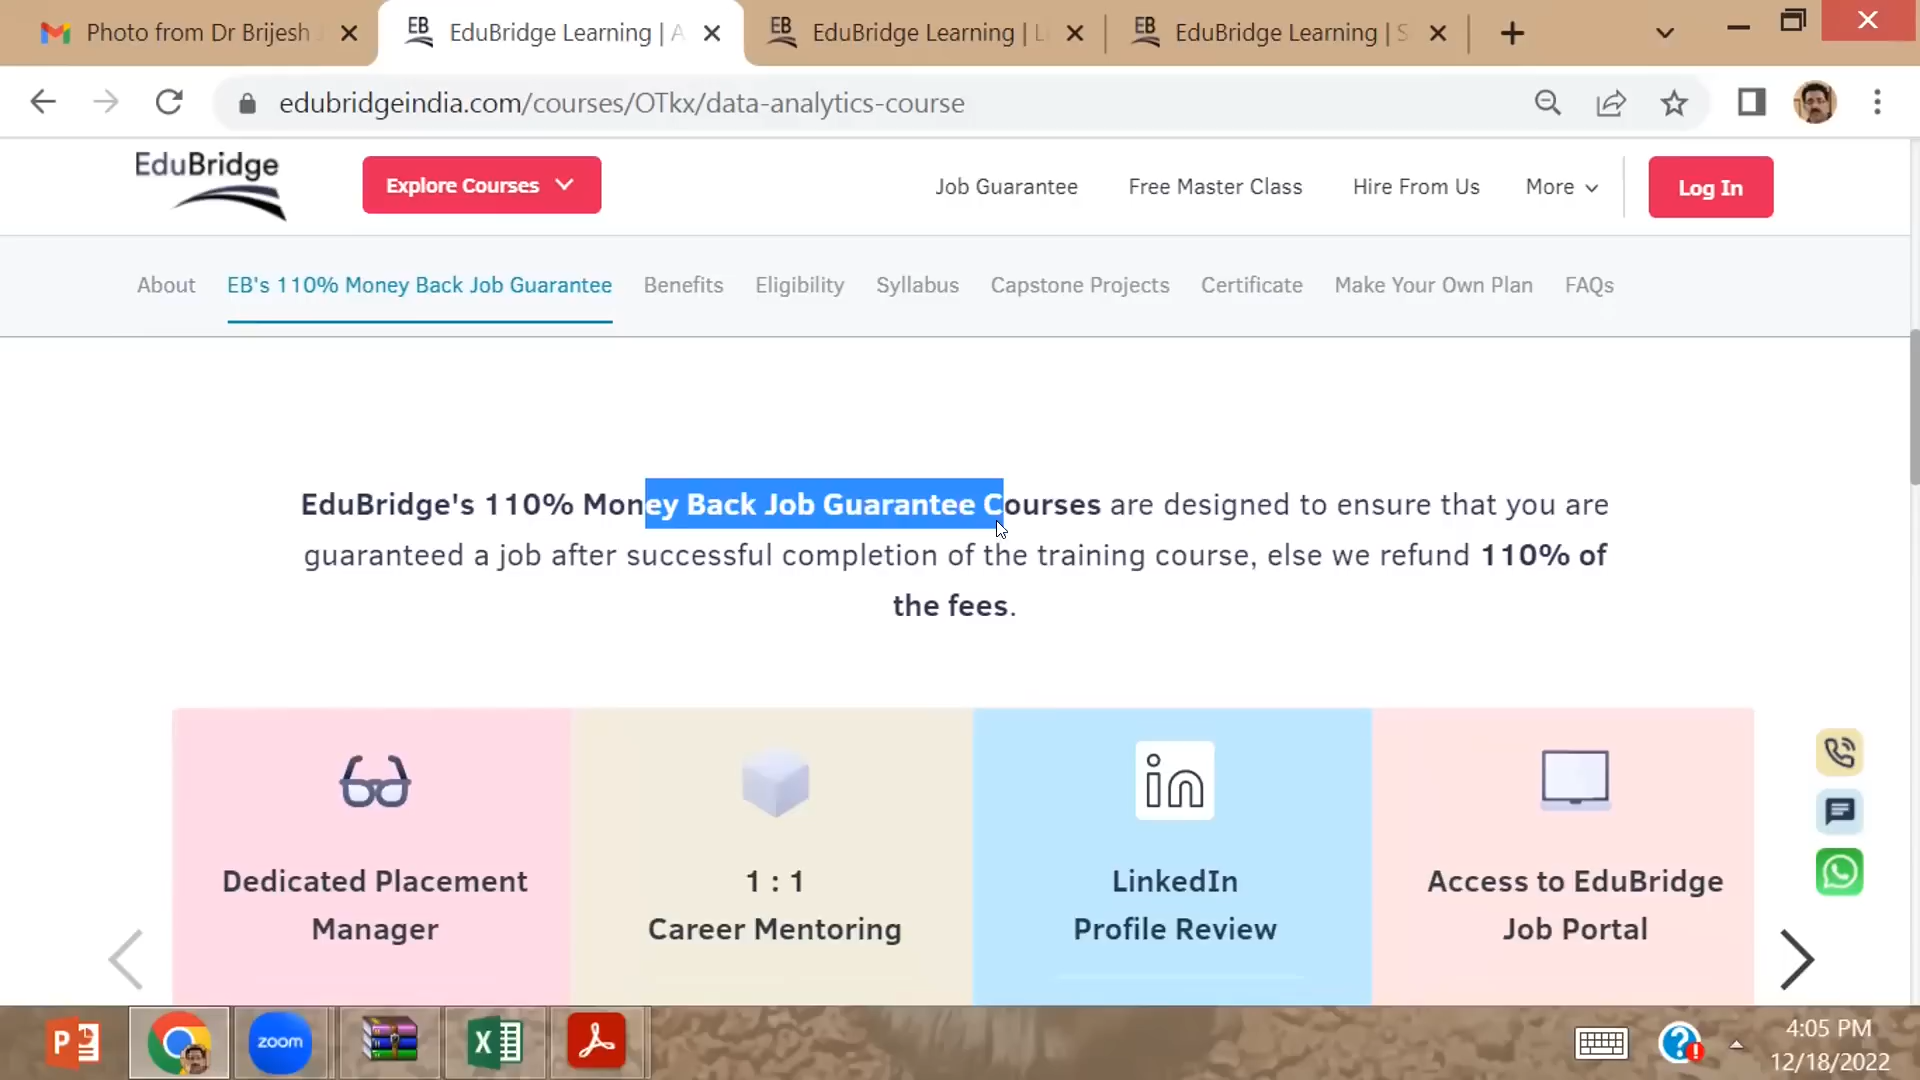 Photo from Dr Brijesh
EduBridge Learning | A
EduBridge Learning | L
EduBridge Learning | S
edubridgeindia.com/courses/OTkx/data-analytics-course
EduBridge
Explore Courses
Job Guarantee
Free Master Class
Hire From Us
More
Log In
About
EB's 110% Money Back Job Guarantee
Benefits
Eligibility
Syllabus
Capstone Projects
Certificate
Make Your Own Plan
FAQs
EduBridge's 110% Money Back Job Guarantee Courses are designed to ensure that you are
guaranteed a job after successful completion of the training course, else we refund 110% of
the fees.
Dedicated Placement
Manager
1 : 1
Career Mentoring
in
LinkedIn
Profile Review
Access to EduBridge
Job Portal
zoom
4:05 PM
12/18/2022